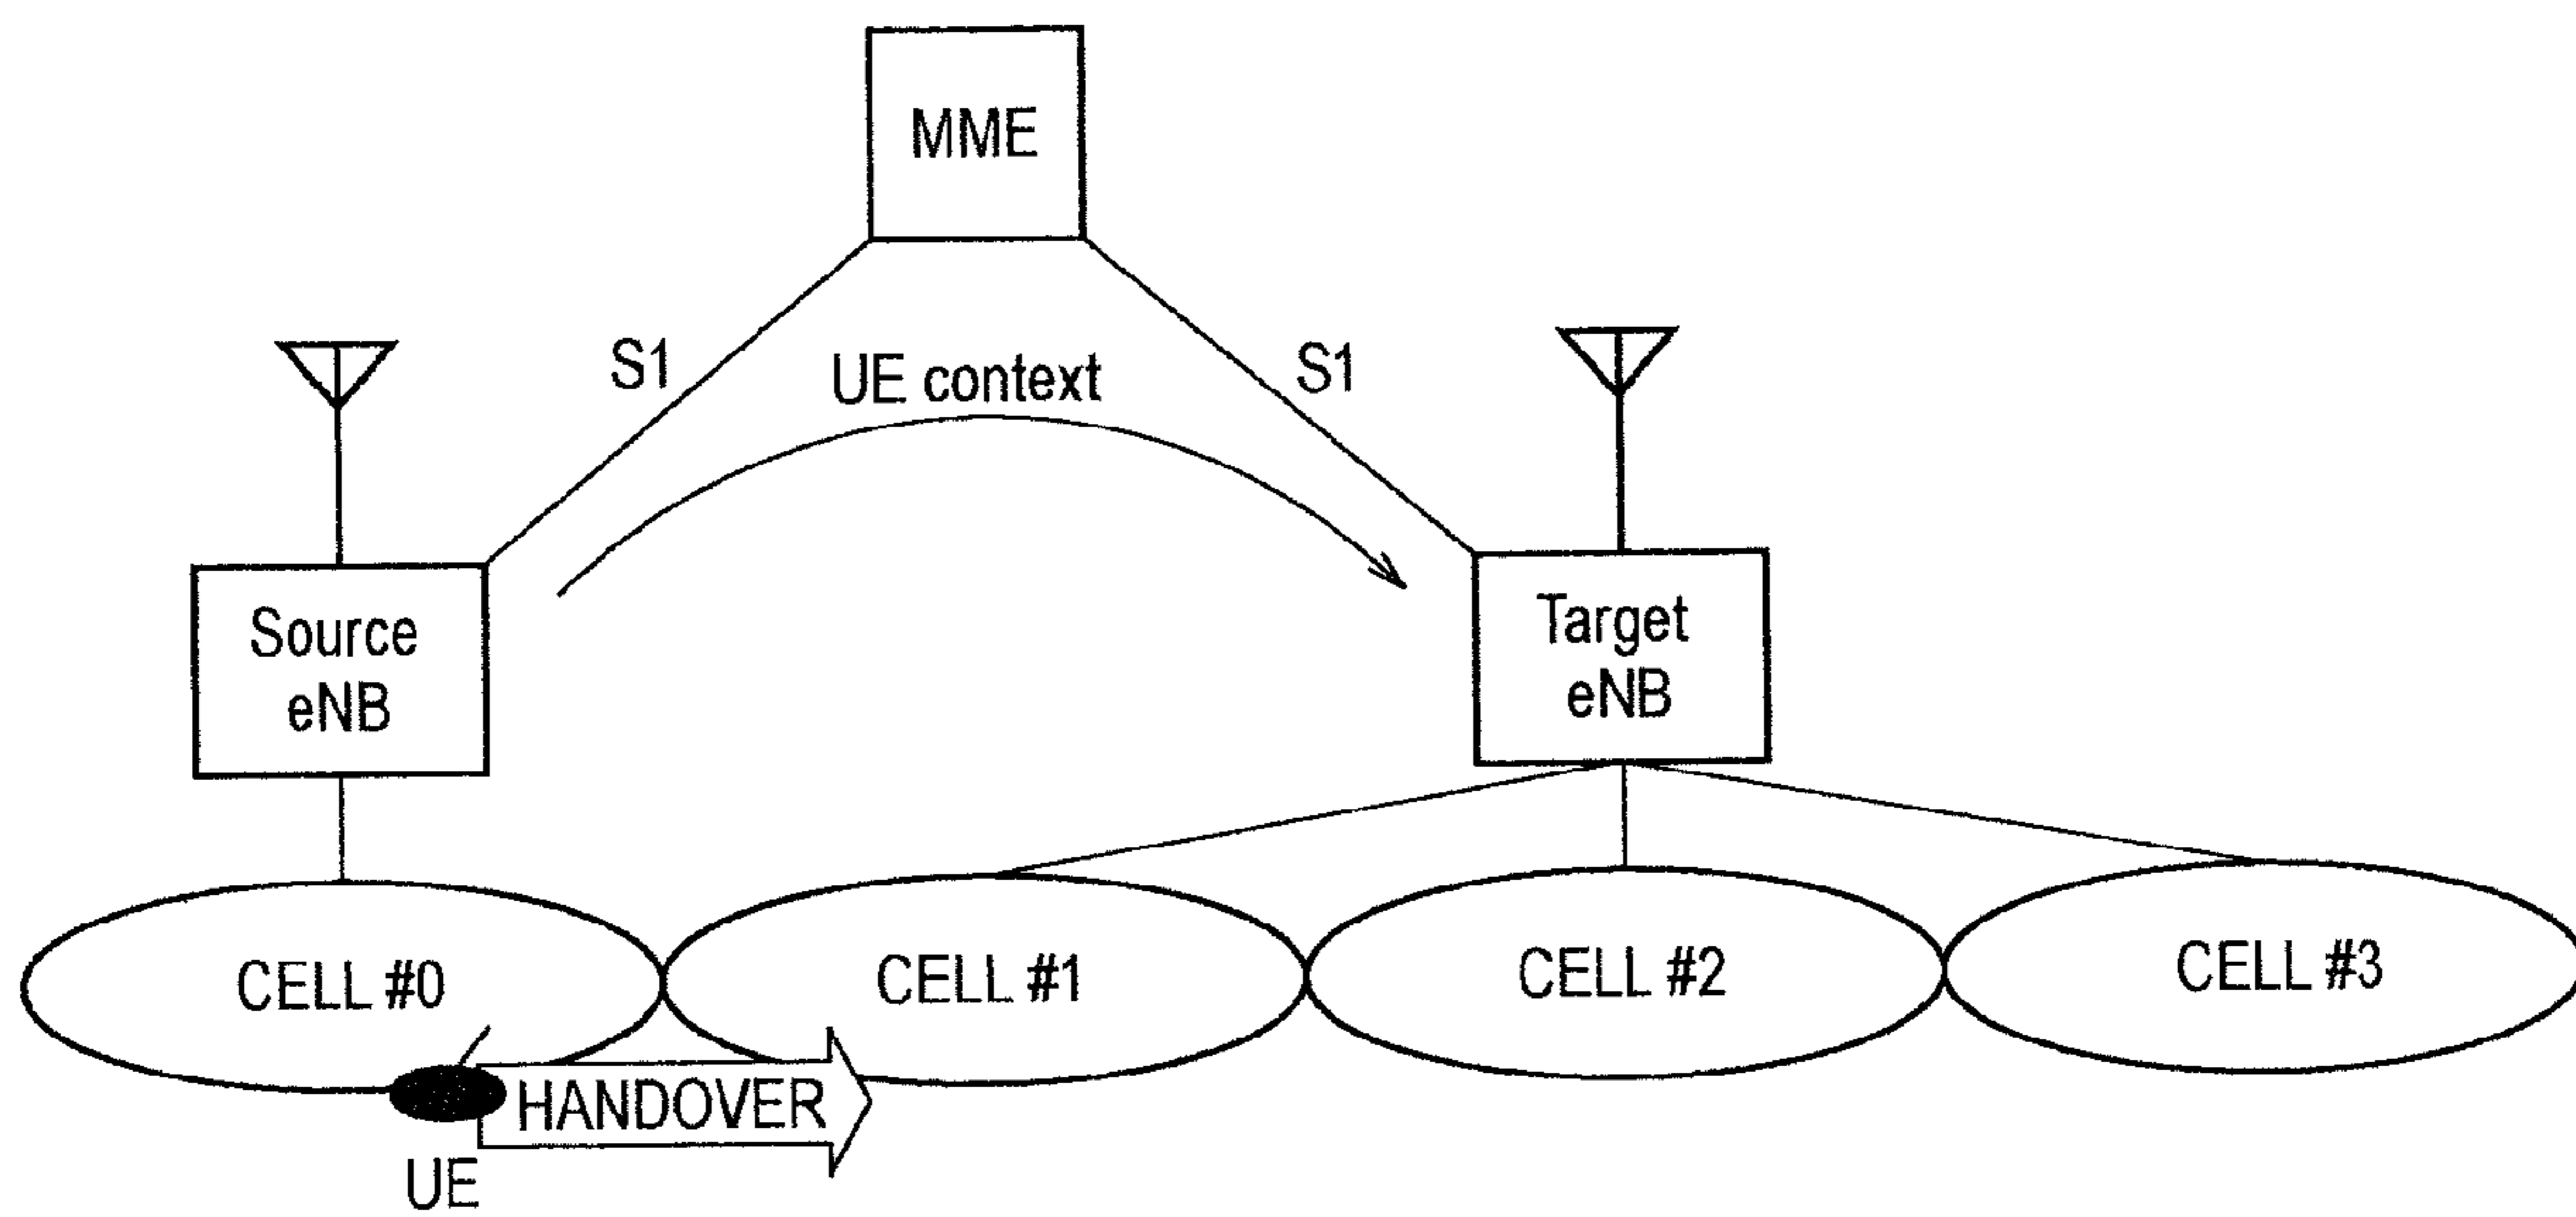 MME
S1
UE context
S1
Source
eNB
Target
eNB
CELL #0
CELL #1
CELL #2
CELL #3
HANDOVER
UE